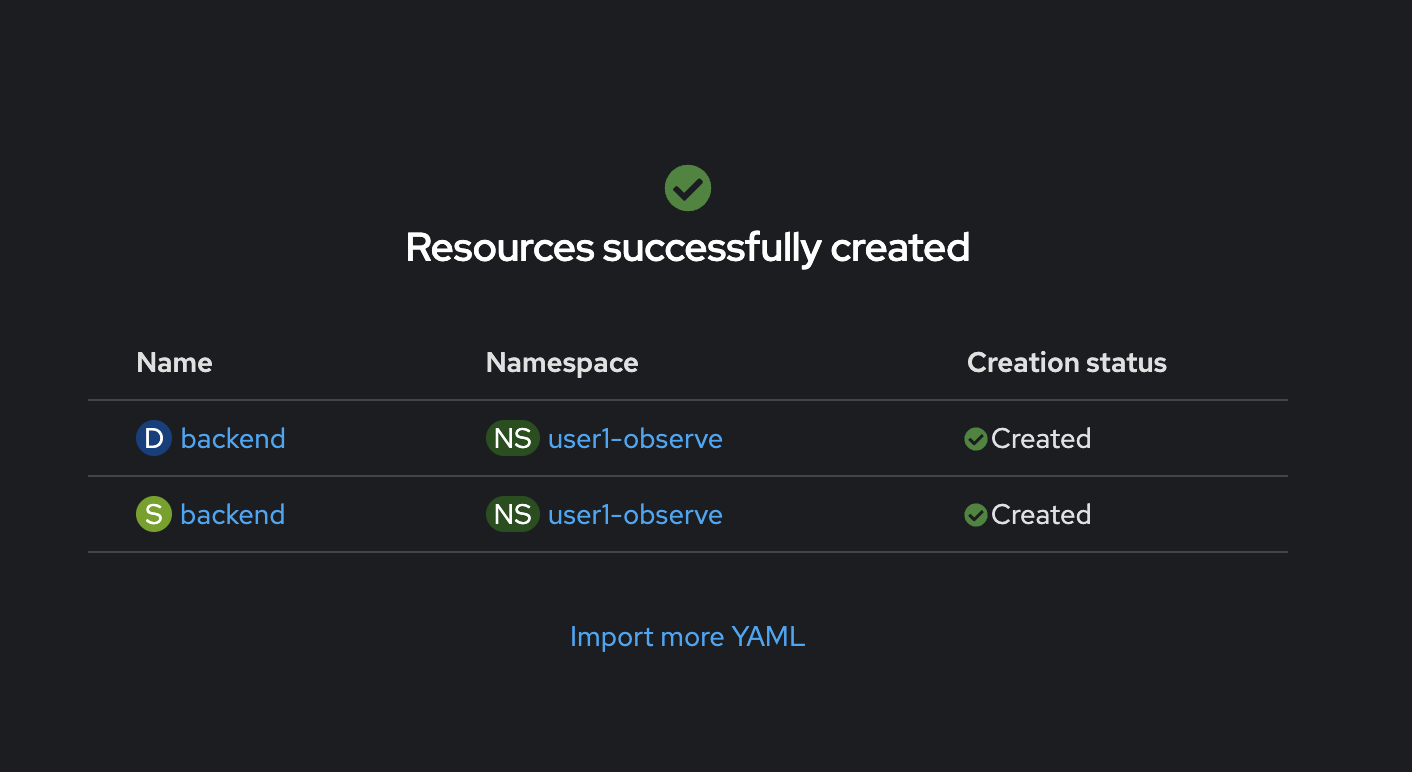 Resources successfully created
Name Namespace Creation status
D backend NS user1-observe Created
S backend NS user1-observe Created
Import more YAML